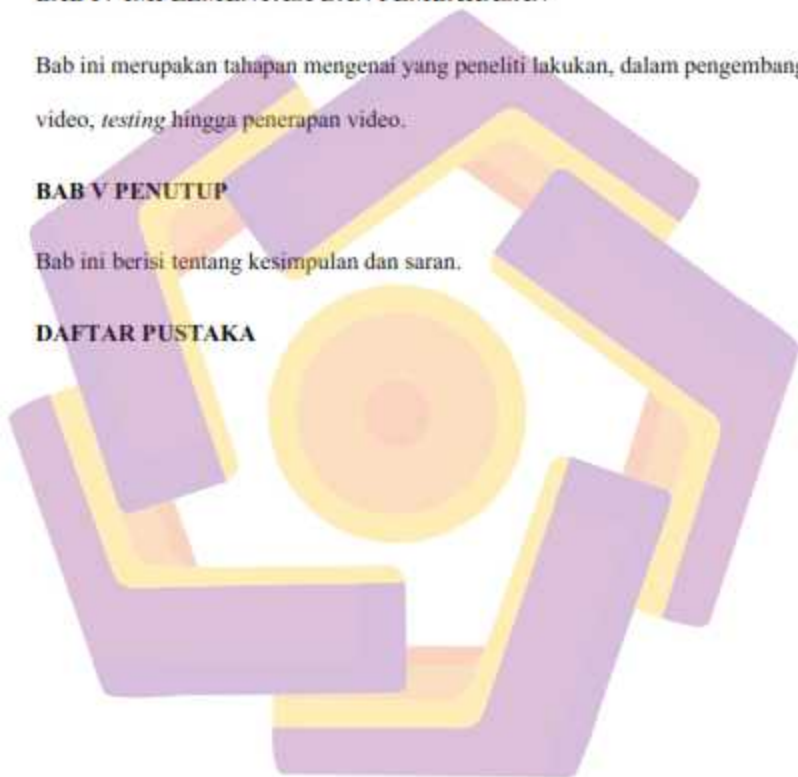 Bab ini merupakan tahapan mengenai yang peneliti lakukan, dalam
video, testing hingga penerapan video.
BAB V PENUTUP
Bab ini berisi tentang kesimpulan dan saran.
DAFTAR PUSTAKA